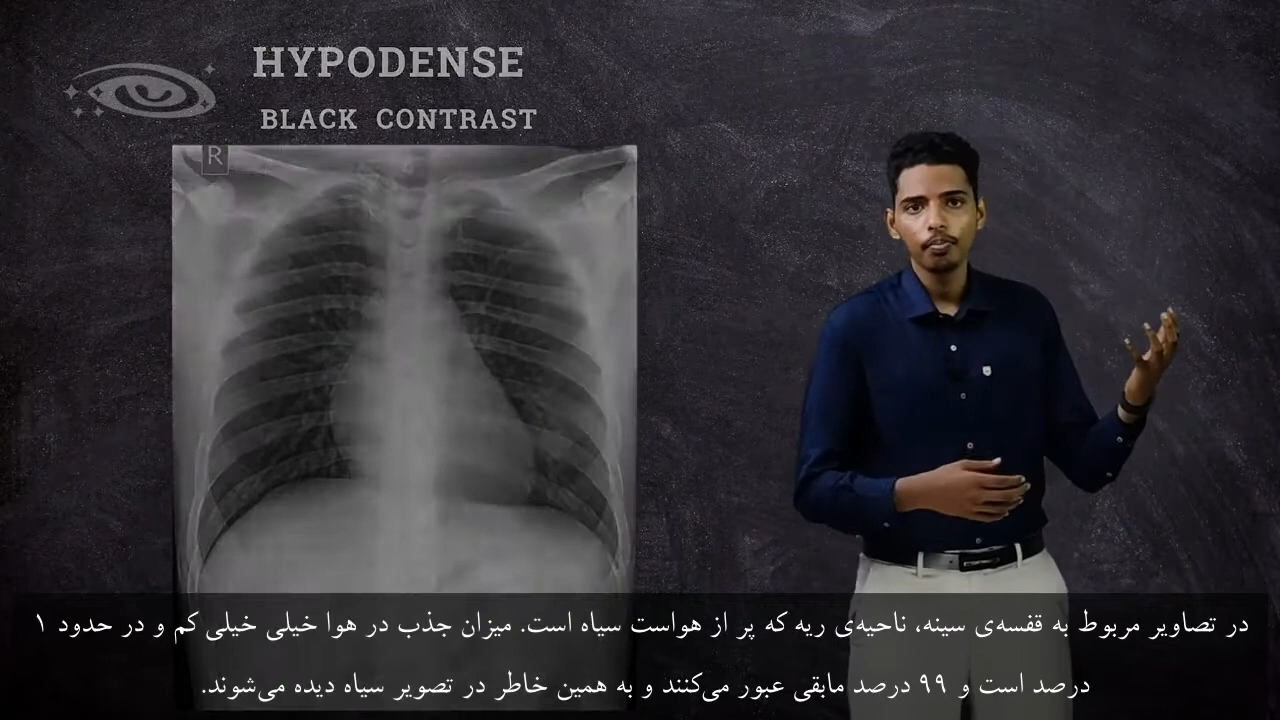 HYPODENSE
BLACK CONTRAST
R
در تصاویر مربوط به قفسه‌ی سینه، ناحیه‌ی ریه که پر از هواست سیاه است. میزان جذب در هوا خیلی خیلی کم و در حدود ۱
درصد است و ۹۹ درصد مابقی عبور می‌کنند و به همین خاطر در تصویر سیاه دیده می‌شوند.